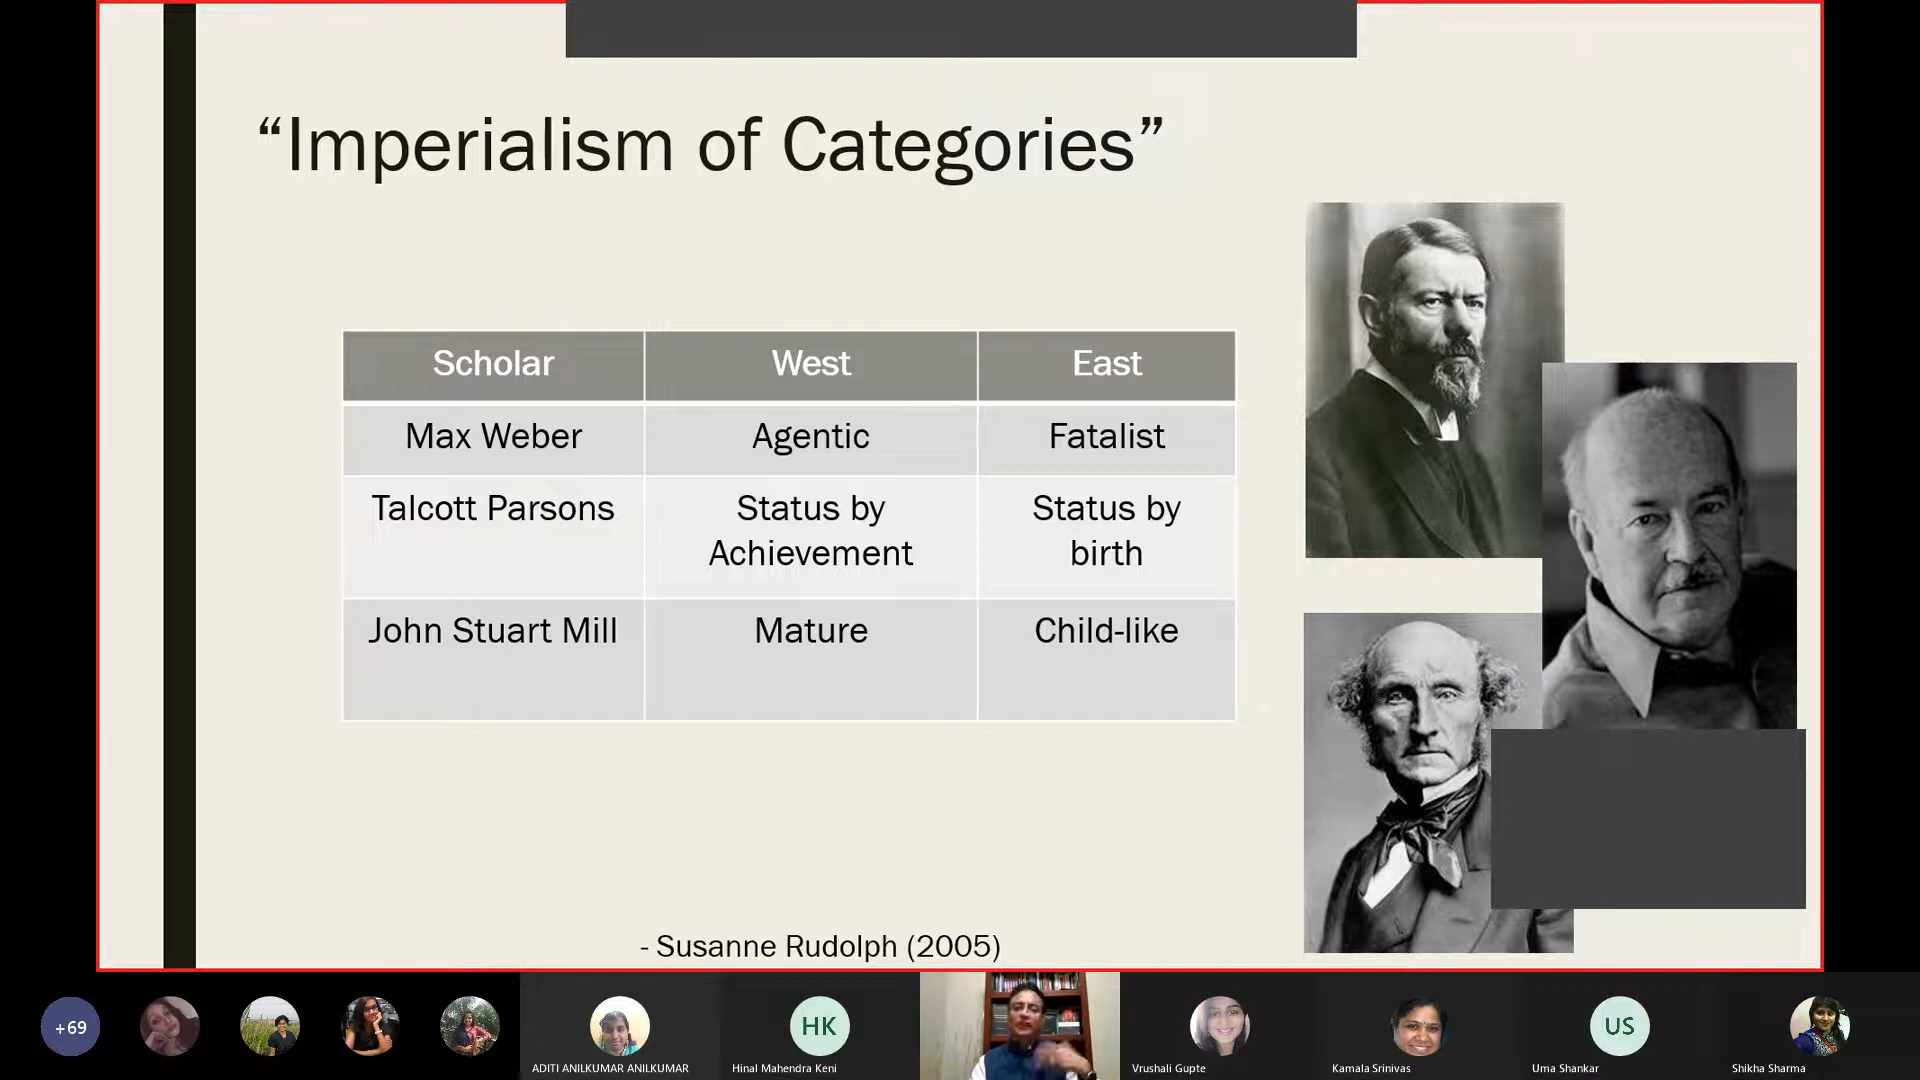 “Imperialism of Categories”
Scholar West East
Max Weber Agentic Fatalist
Talcott Parsons Status by Achievement Status by birth
John Stuart Mill Mature Child-like
- Susanne Rudolph (2005)
+69
HK
US
ADITI ANILKUMAR ANILKUMAR
Hinal Mahendra Keni
Vrushali Gupte
Kamala Srinivas
Uma Shankar
Shikha Sharma